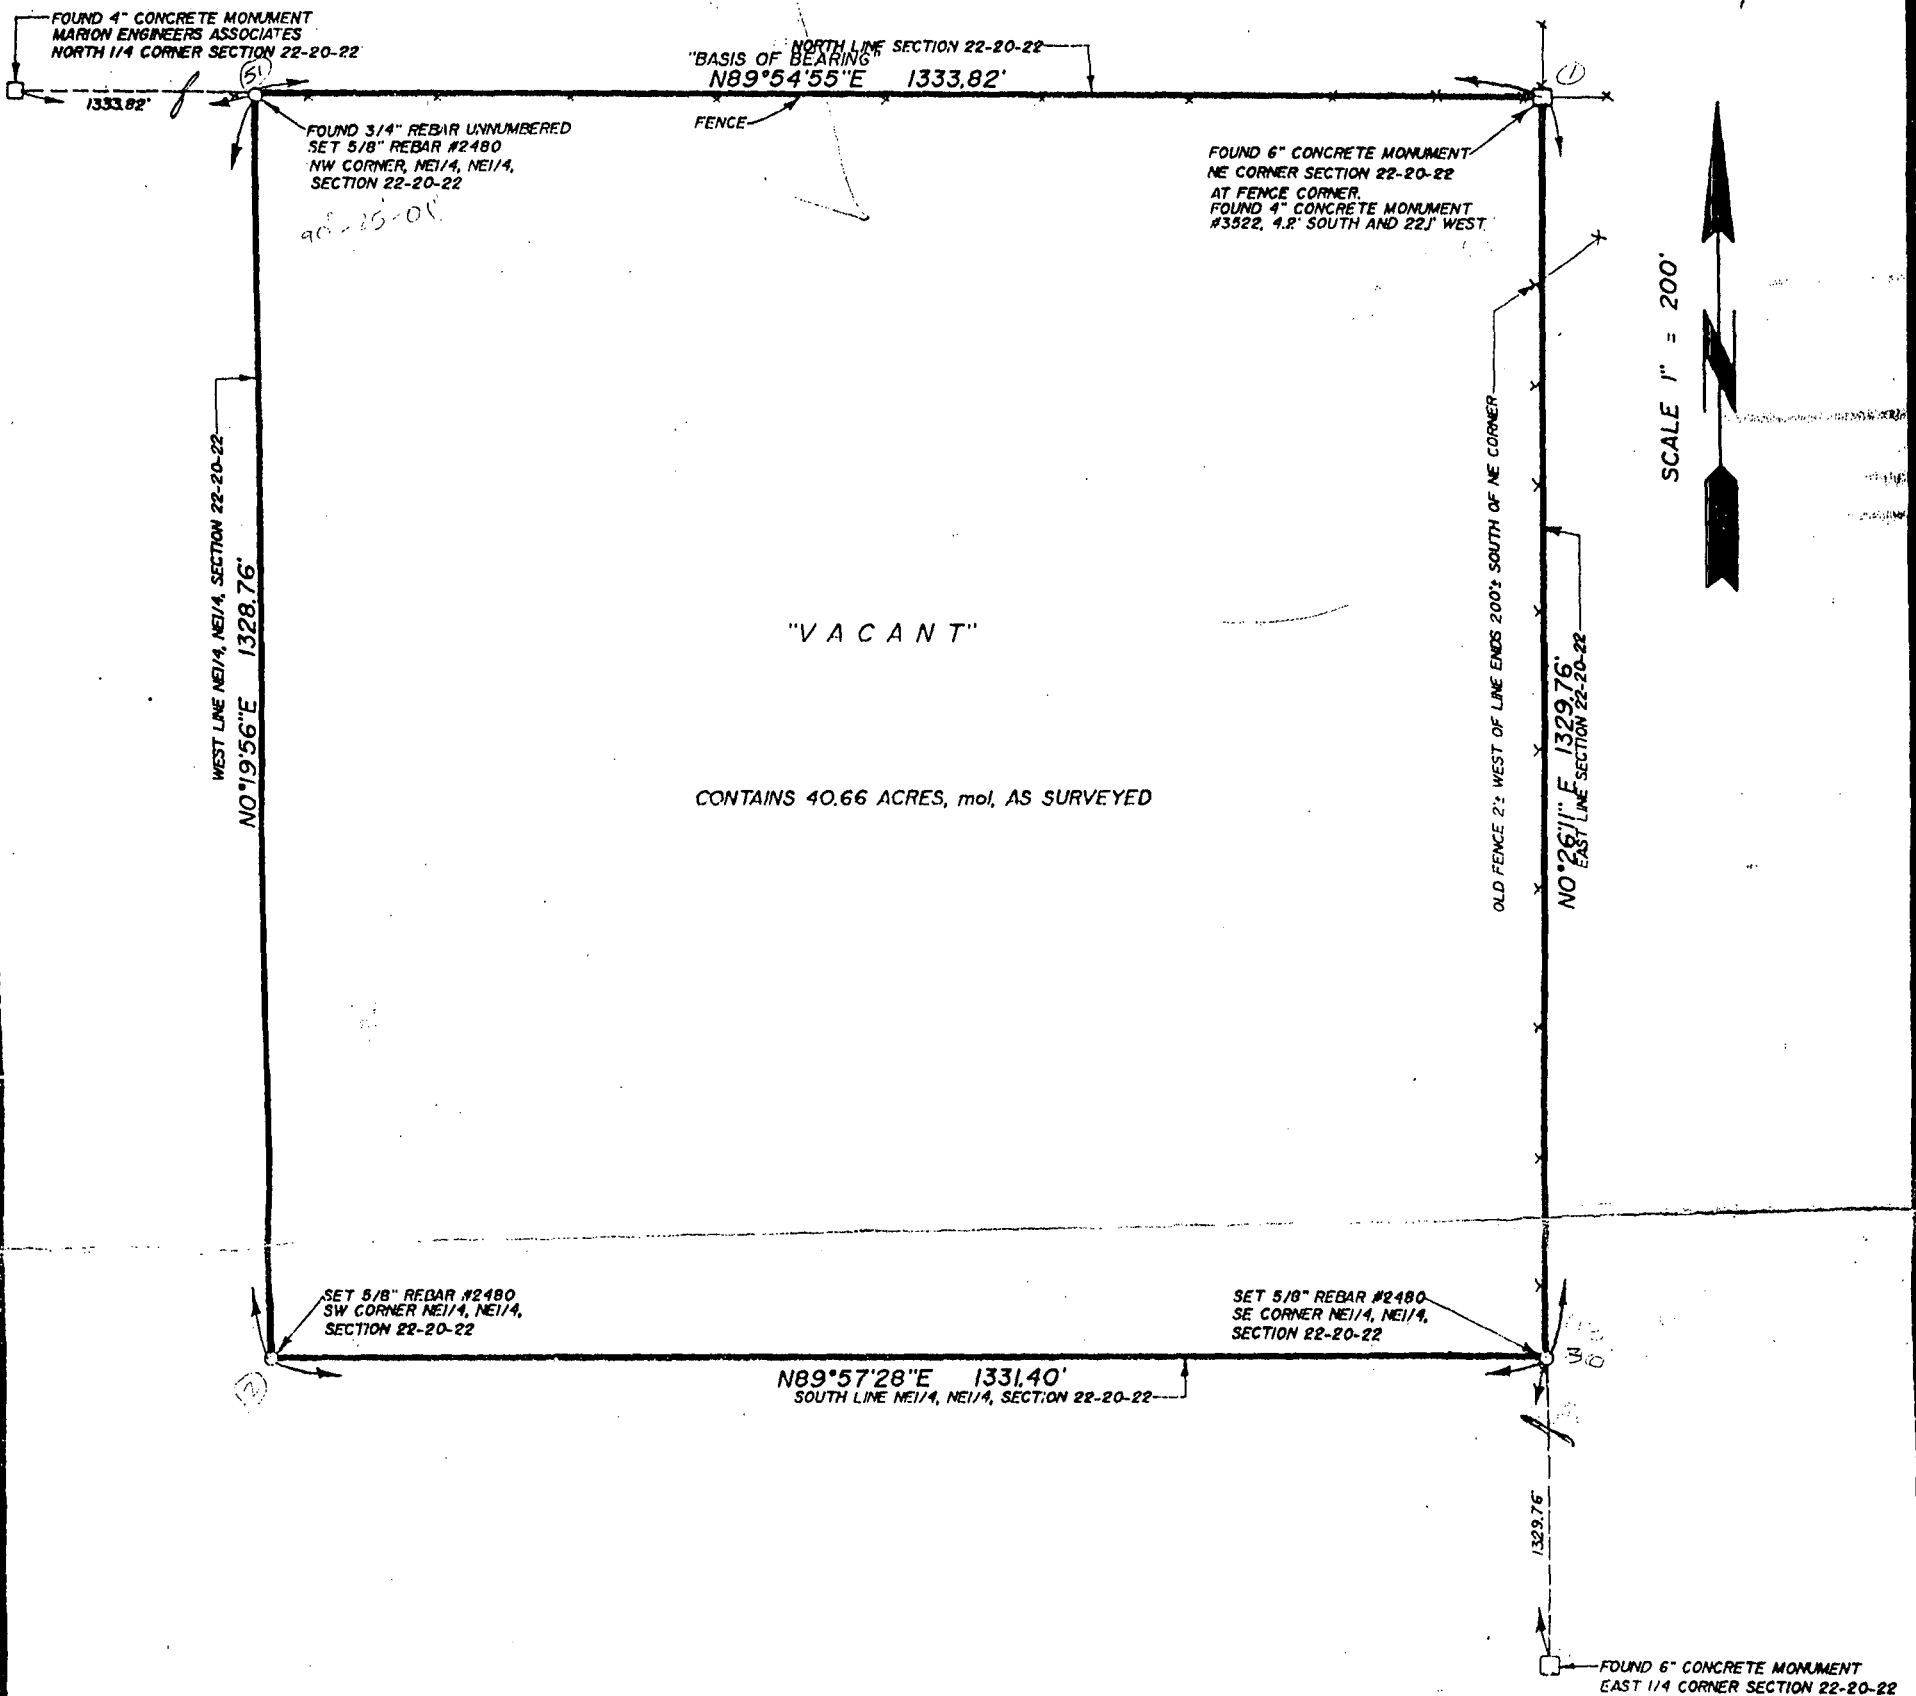 FOUND 4" CONCRETE MONUMENT
MARION ENGINEERS ASSOCIATES
NORTH 1/4 CORNER SECTION 22-20-22
1333.82'
51
NORTH LINE SECTION 22-20-22
"BASIS OF BEARING"
N89°54'55"E 1333.82'
FENCE
1
FOUND 3/4" REBAR UNNUMBERED
SET 5/8" REBAR #2480
NW CORNER, NE1/4, NE1/4,
SECTION 22-20-22
FOUND 6" CONCRETE MONUMENT
NE CORNER SECTION 22-20-22
AT FENCE CORNER.
FOUND 4" CONCRETE MONUMENT
#3522, 4.2' SOUTH AND 22.1' WEST.
SCALE 1" = 200'
N
WEST LINE NE1/4, NE1/4, SECTION 22-20-22
N0°19'56"E 1328.76'
"VACANT"
CONTAINS 40.66 ACRES, mol, AS SURVEYED
OLD FENCE 2'± WEST OF LINE ENDS 200'± SOUTH OF NE CORNER
N0°26'11" E 1329.76'
EAST LINE SECTION 22-20-22
SET 5/8" REBAR #2480
SW CORNER NE1/4, NE1/4,
SECTION 22-20-22
SET 5/8" REBAR #2480
SE CORNER NE1/4, NE1/4,
SECTION 22-20-22
12
30
N89°57'28"E 1331.40'
SOUTH LINE NE1/4, NE1/4, SECTION 22-20-22
1329.76'
FOUND 6" CONCRETE MONUMENT
EAST 1/4 CORNER SECTION 22-20-22